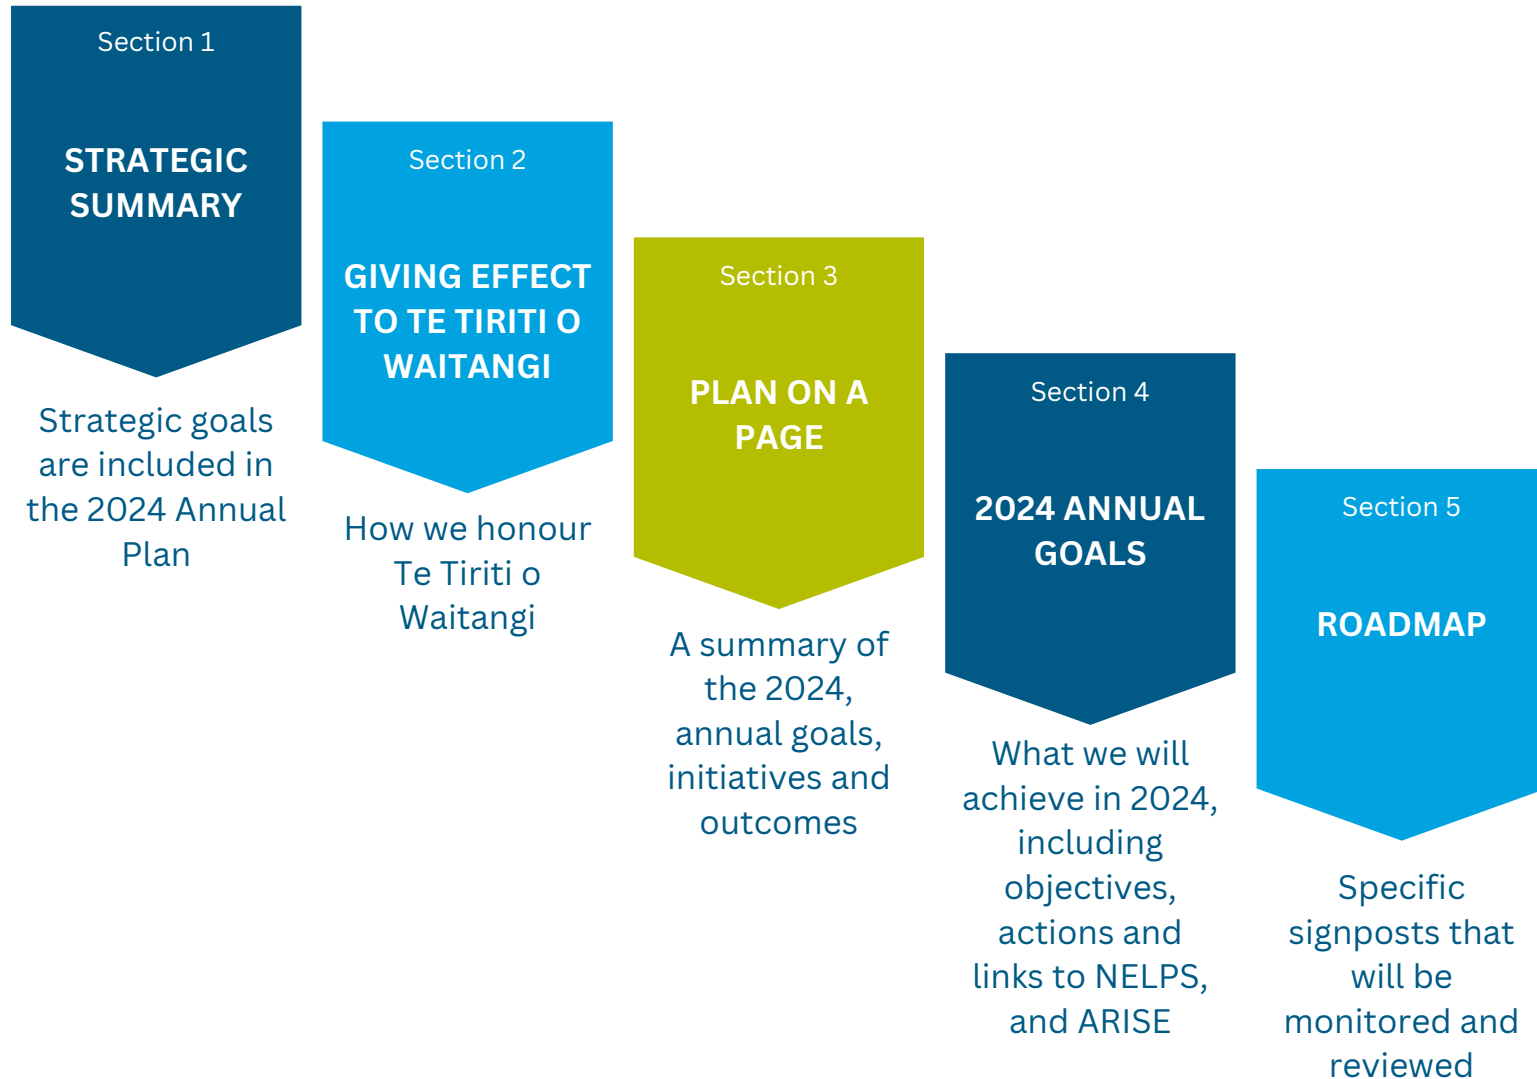 Section 1
STRATEGIC
SUMMARY
Strategic goals
are included in
the 2024 Annual
Plan
Section 2
GIVING EFFECT
TO TE TIRITI O
WAITANGI
How we honour
Te Tiriti o
Waitangi
Section 3
PLAN ON A
PAGE
A summary of
the 2024,
annual goals,
initiatives and
outcomes
Section 4
2024 ANNUAL
GOALS
What we will
achieve in 2024,
including
objectives,
actions and
links to NELPS,
and ARISE
Section 5
ROADMAP
Specific
signposts that
will be
monitored and
reviewed